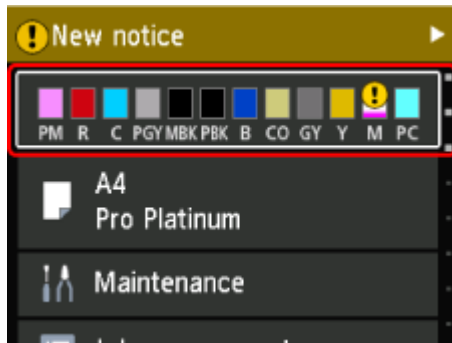 New notice
PM R C PGY MBK PBK B CO GY Y M PC
A4
Pro Platinum
Maintenance